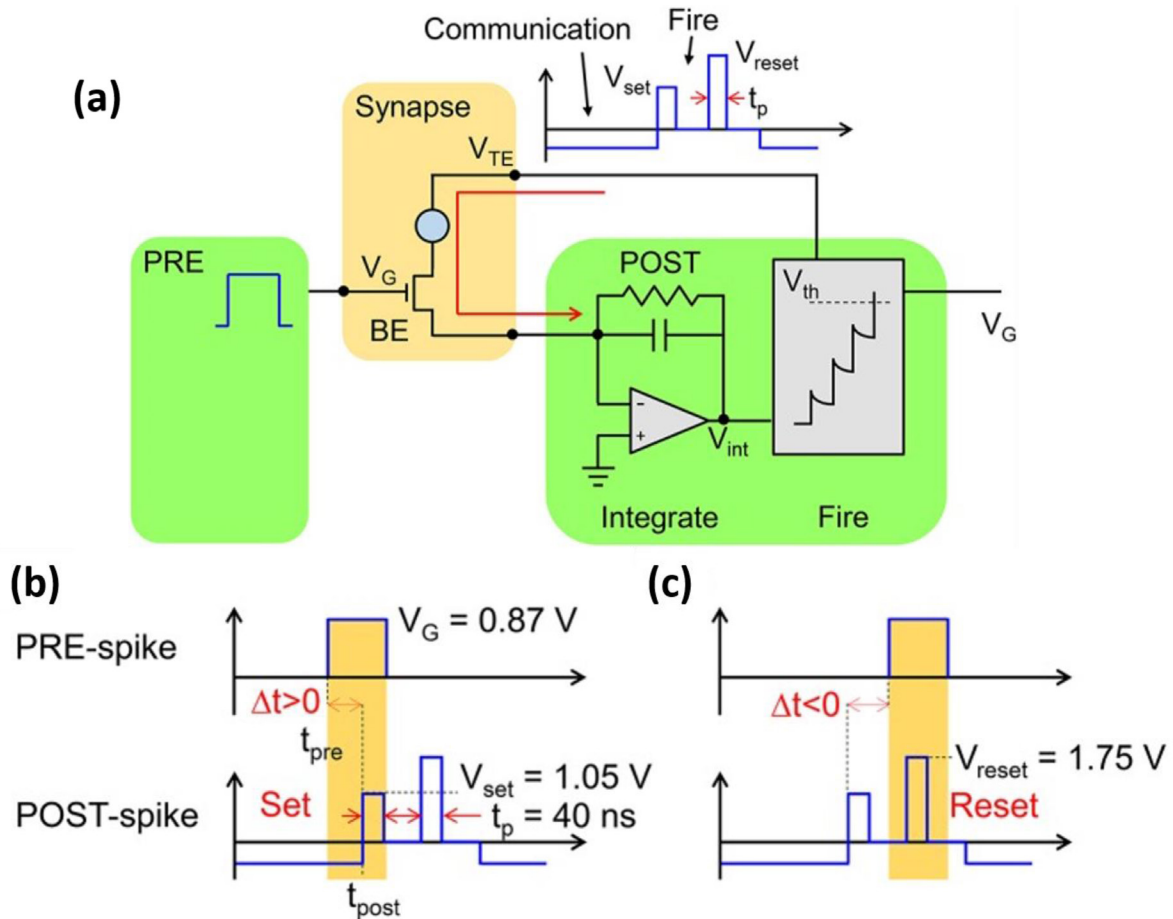 (a)
Communication
Fire
V_set
V_reset
t_p
Synapse
V_TE
PRE
V_G
BE
POST
V_th
V_G
-
+
V_int
Integrate
Fire
(b)
(c)
PRE-spike
V_G = 0.87 V
Δt>0
t_pre
Δt<0
POST-spike
Set
V_set = 1.05 V
t_p = 40 ns
t_post
V_reset = 1.75 V
Reset